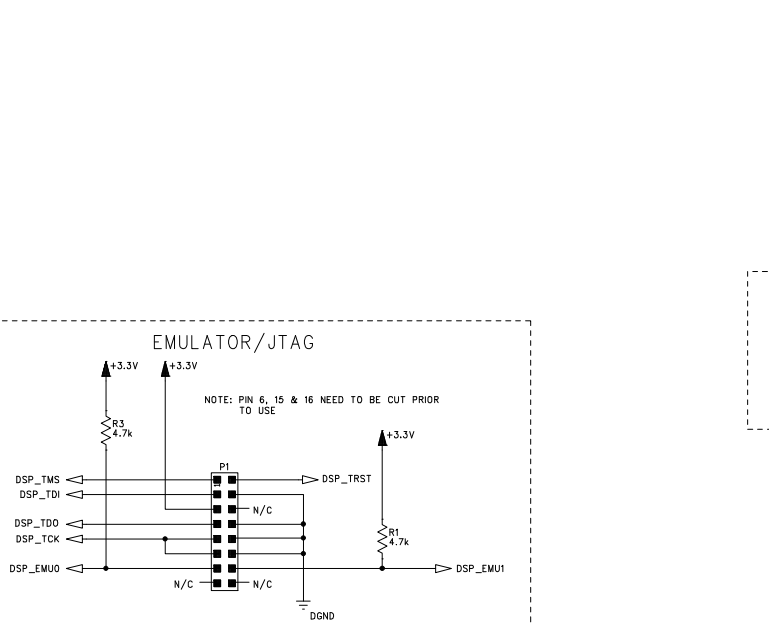 EMULATOR/JTAG
+3.3V
+3.3V
NOTE: PIN 6, 15 & 16 NEED TO BE CUT PRIOR
TO USE
R3
4.7k
+3.3V
P1
DSP_TMS
1
DSP_TRST
DSP_TDI
N/C
DSP_TDO
DSP_TCK
R1
4.7k
DSP_EMU0
DSP_EMU1
N/C
N/C
DGND